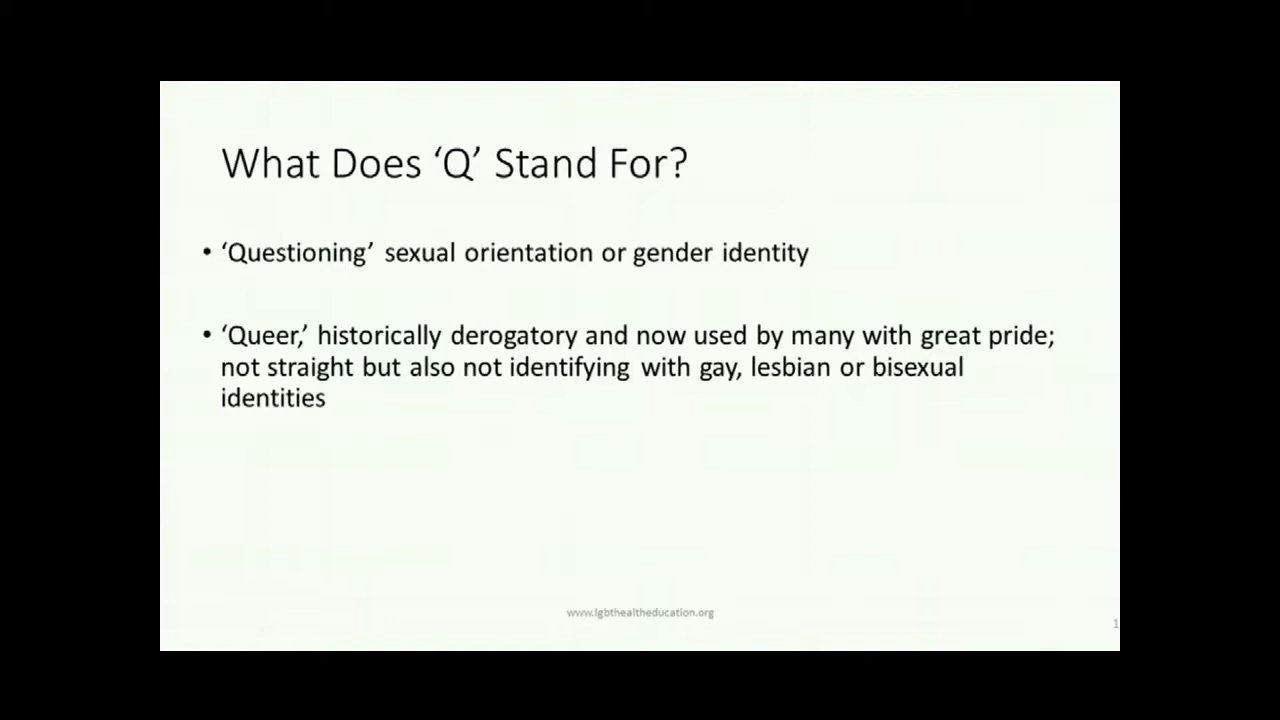 What Does ‘Q’ Stand For?
• ‘Questioning’ sexual orientation or gender identity
• ‘Queer,’ historically derogatory and now used by many with great pride;
not straight but also not identifying with gay, lesbian or bisexual
identities
www.lgbthealtheducation.org
1